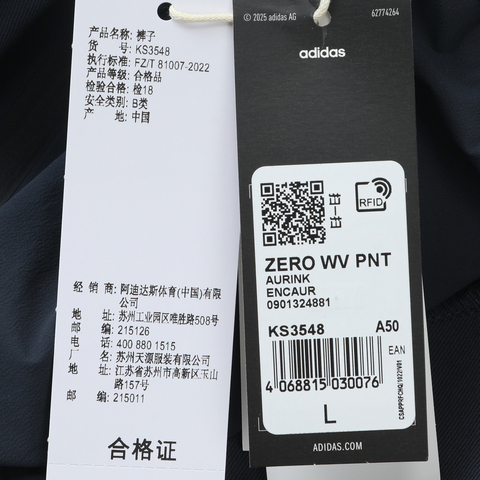 产品名称: 裤子
货 号: KS3548
执行标准: FZ/T 81007-2022
产品等级: 合格品
检验合格: 检18
安全类别: B类
产 地: 中国
经 销 商: 阿迪达斯体育(中国)有限
公司
地 址: 苏州工业园区唯胜路508号
邮 编: 215126
电 话: 400 880 1515
厂 名: 苏州天源服装有限公司
地 址: 江苏省苏州市高新区玉山
路157号
邮 编: 215011
合格证
© 2025 adidas AG
62774264
adidas
RFID
ZERO WV PNT
AURINK
ENCAUR
0901324881
KS3548 A50
EAN
4 068815 030076
L
ADIDAS.COM